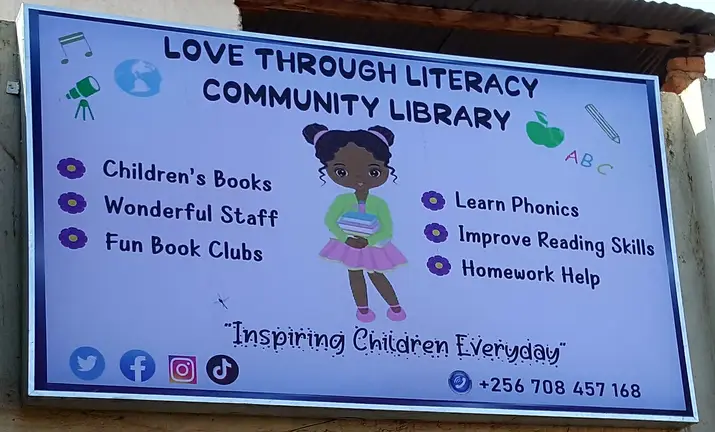 LOVE THROUGH LITERACY
COMMUNITY LIBRARY
ABC
Children's Books
Wonderful Staff
Fun Book Clubs
Learn Phonics
Improve Reading Skills
Homework Help
"Inspiring Children Everyday"
+256 708 457 168